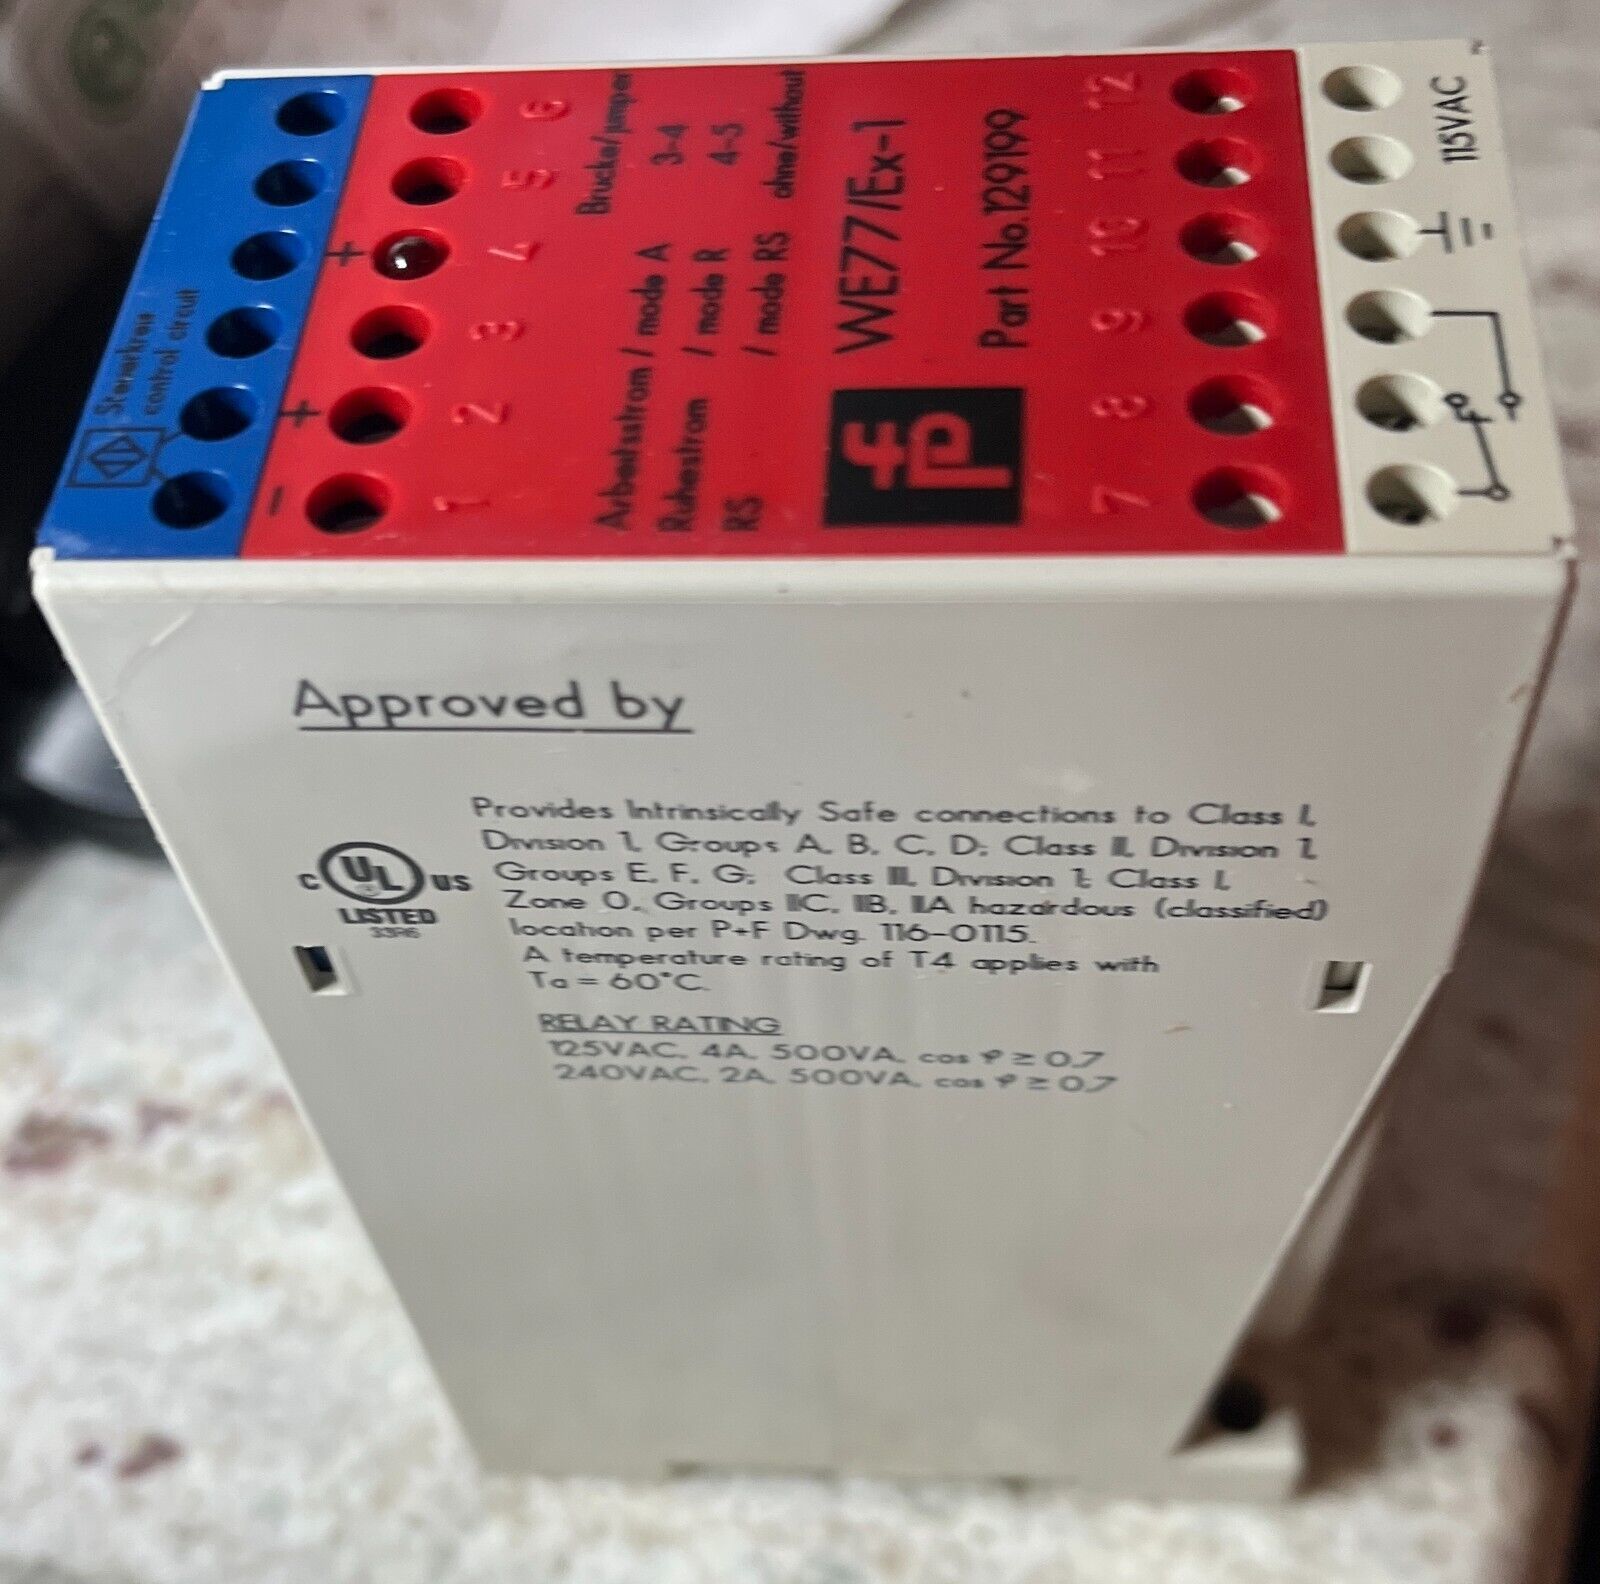 Steuerkreis
control circuit
-
+
+
1
2
3
4
5
6
Brücke/jumper
Arbeitsstrom / mode A 3-4
Ruhestrom / mode R 4-5
RS / mode RS ohne/without
WE77/Ex-1
Part No.129199
7
8
9
10
11
12
115VAC
Approved by
Provides Intrinsically Safe connections to Class I,
Division 1, Groups A, B, C, D; Class II, Division 1,
Groups E, F, G; Class III, Division 1; Class I,
Zone 0, Groups IIC, IIB, IIA hazardous (classified)
location per P+F Dwg. 116-0115.
A temperature rating of T4 applies with
Ta = 60°C.
C UL US
LISTED
RELAY RATING
125VAC, 4A, 500VA, cos φ ≥ 0,7
240VAC, 2A, 500VA, cos φ ≥ 0,7